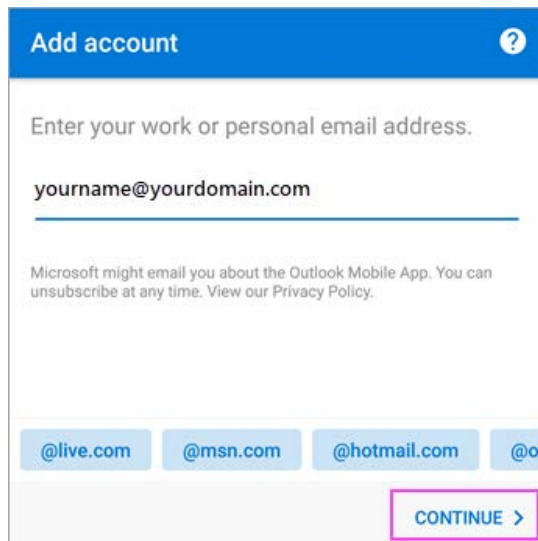 Add account
?
Enter your work or personal email address.
yourname@yourdomain.com
Microsoft might email you about the Outlook Mobile App. You can
unsubscribe at any time. View our Privacy Policy.
@live.com @msn.com @hotmail.com @o
CONTINUE >